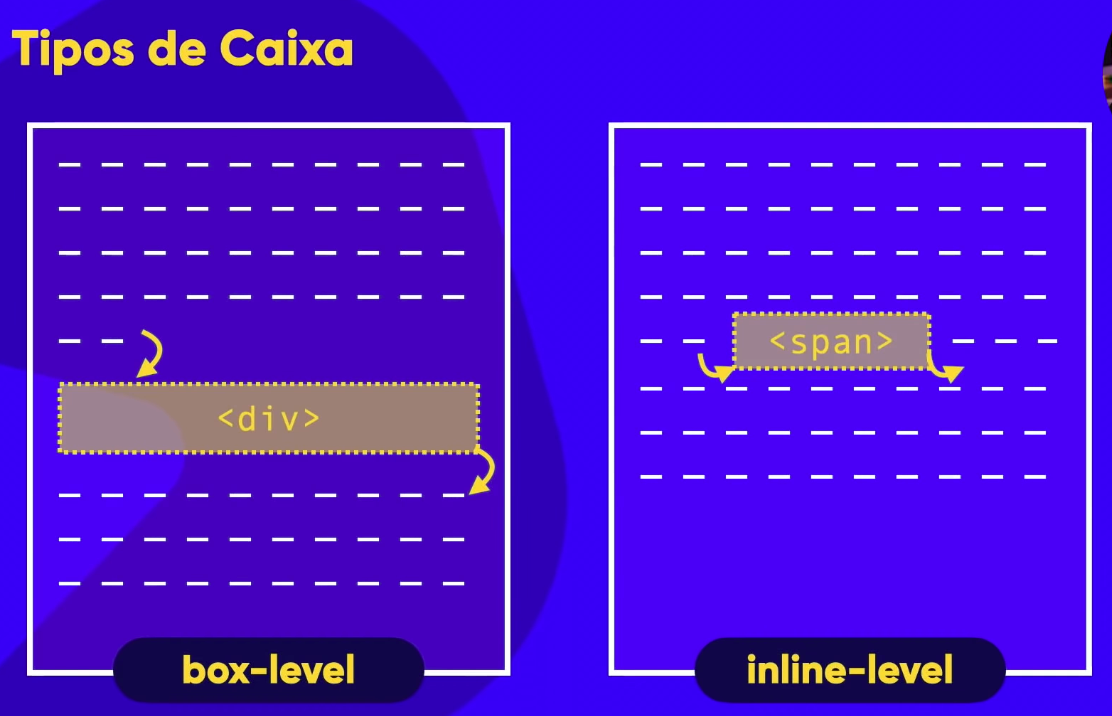 Tipos de Caixa
<div>
box-level
<span>
inline-level